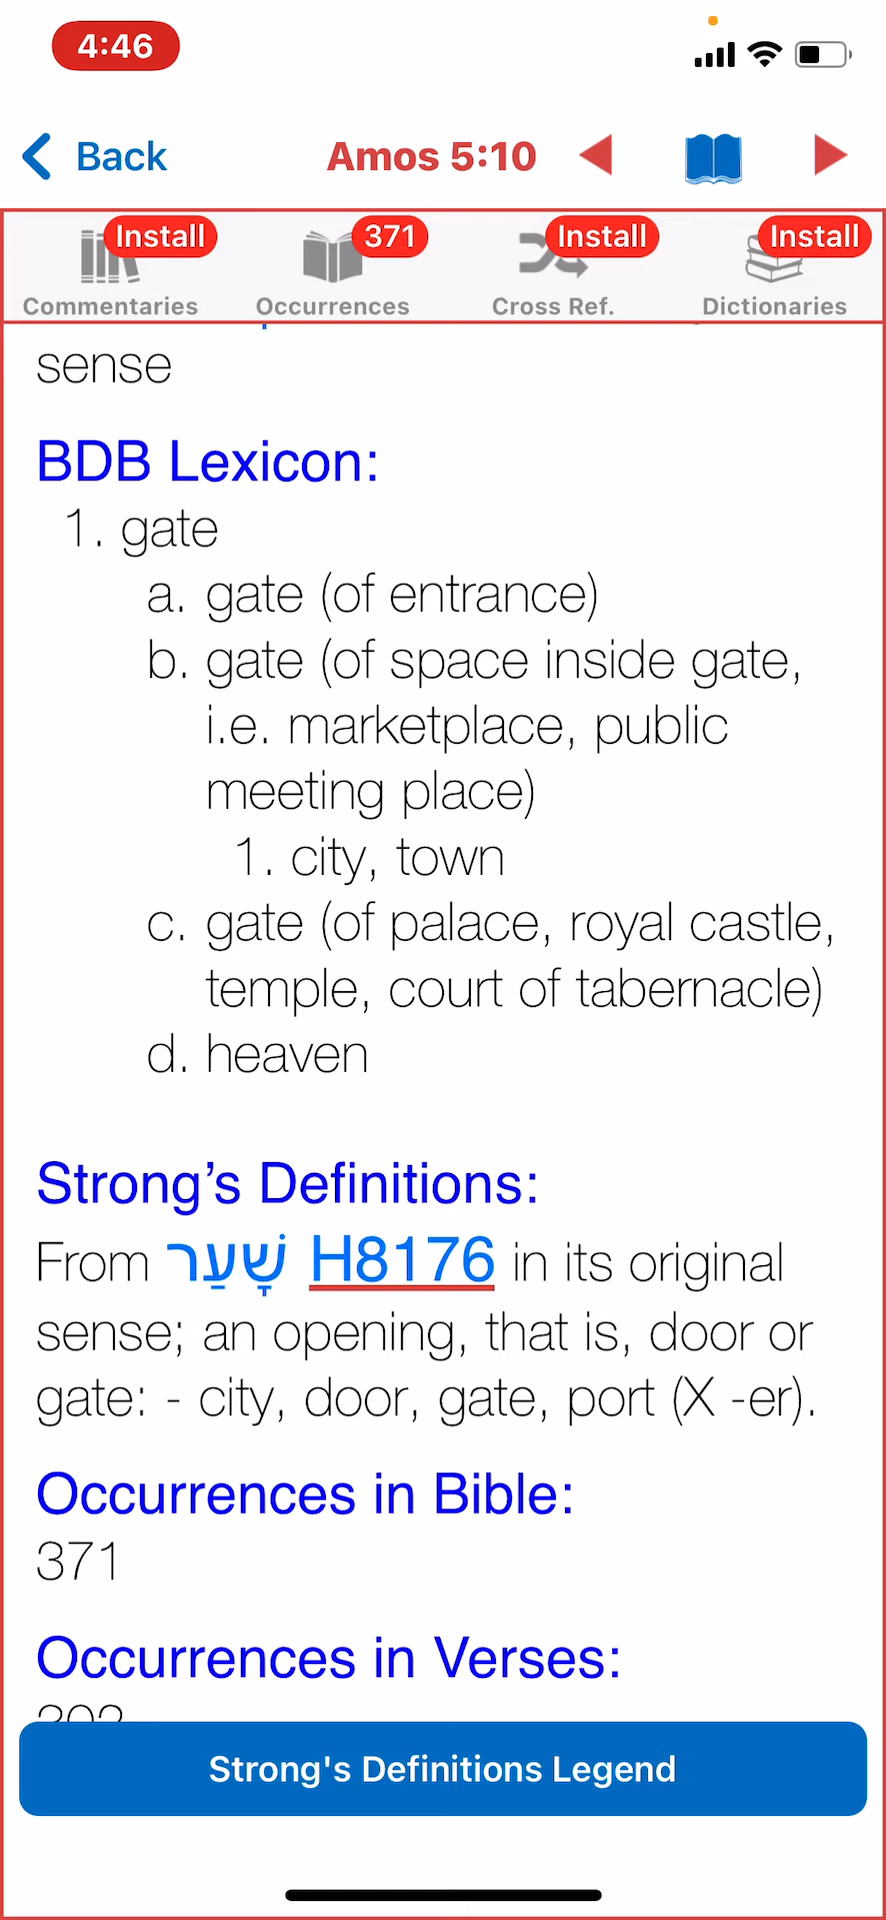 4:46
Back Amos 5:10
Install 371 Install Install
Commentaries Occurrences Cross Ref. Dictionaries
sense
BDB Lexicon:
1. gate
a. gate (of entrance)
b. gate (of space inside gate,
i.e. marketplace, public
meeting place)
1. city, town
c. gate (of palace, royal castle,
temple, court of tabernacle)
d. heaven
Strong’s Definitions:
From שָׁעַר H8176 in its original
sense; an opening, that is, door or
gate: - city, door, gate, port (X -er).
Occurrences in Bible:
371
Occurrences in Verses:
Strong's Definitions Legend